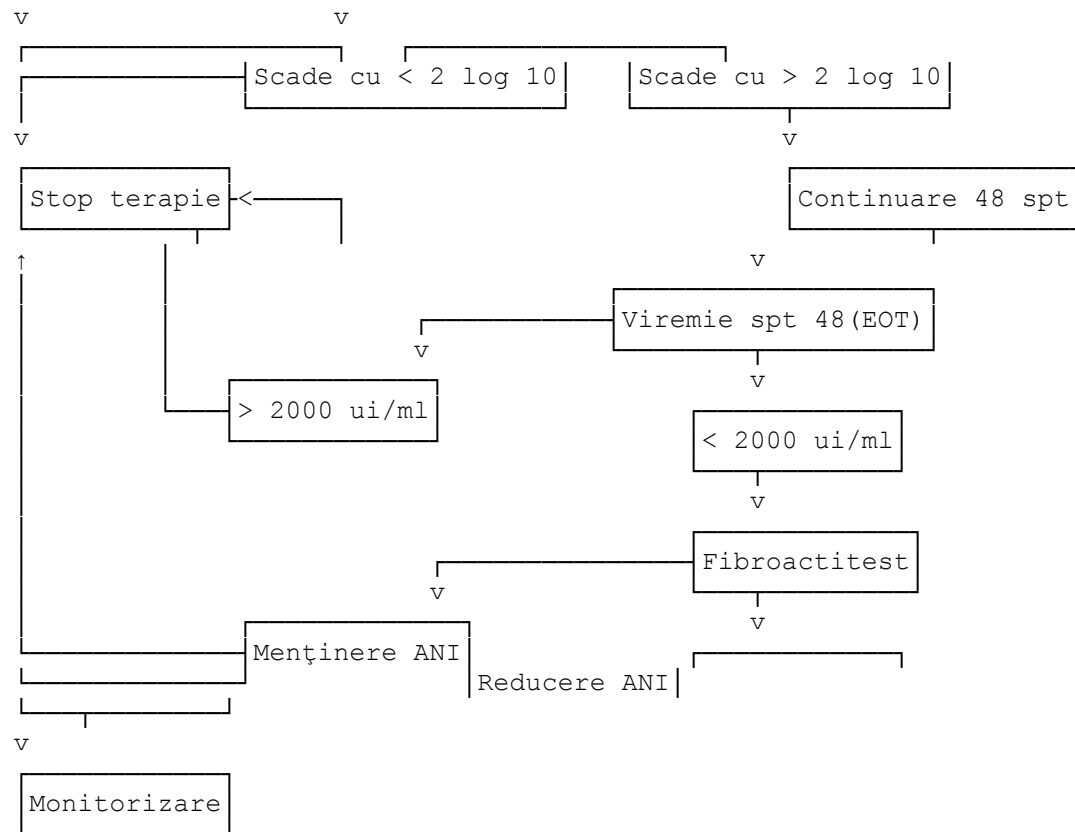 v v
Scade cu < 2 log 10 Scade cu > 2 log 10
v v
Stop terapie < Continuare 48 spt
↑ v
Viremie spt 48(EOT)
v
v
> 2000 ui/ml
< 2000 ui/ml
v
Fibroactitest
v
v
Menţinere ANI
Reducere ANI
v
Monitorizare